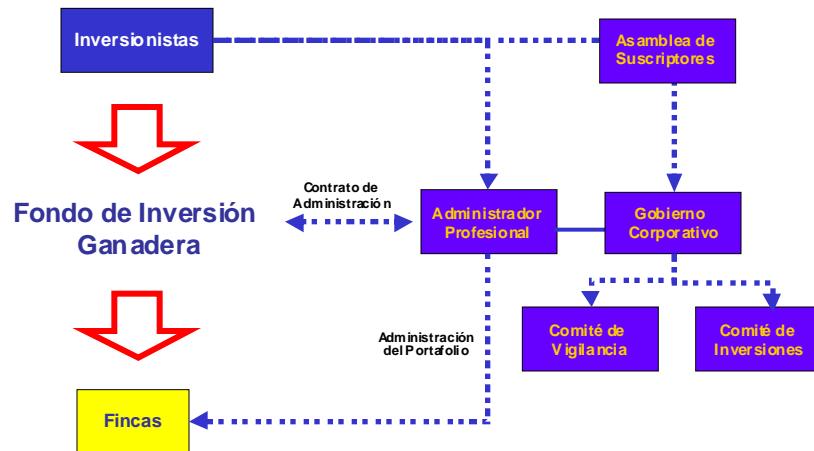 Inversionistas
Asamblea de
Suscriptores
Contrato de
Administración
Fondo de Inversión
Ganadera
Administrador
Profesional
Gobierno
Corporativo
Administración
del Portafolio
Comité de
Vigilancia
Comité de
Inversiones
Fincas